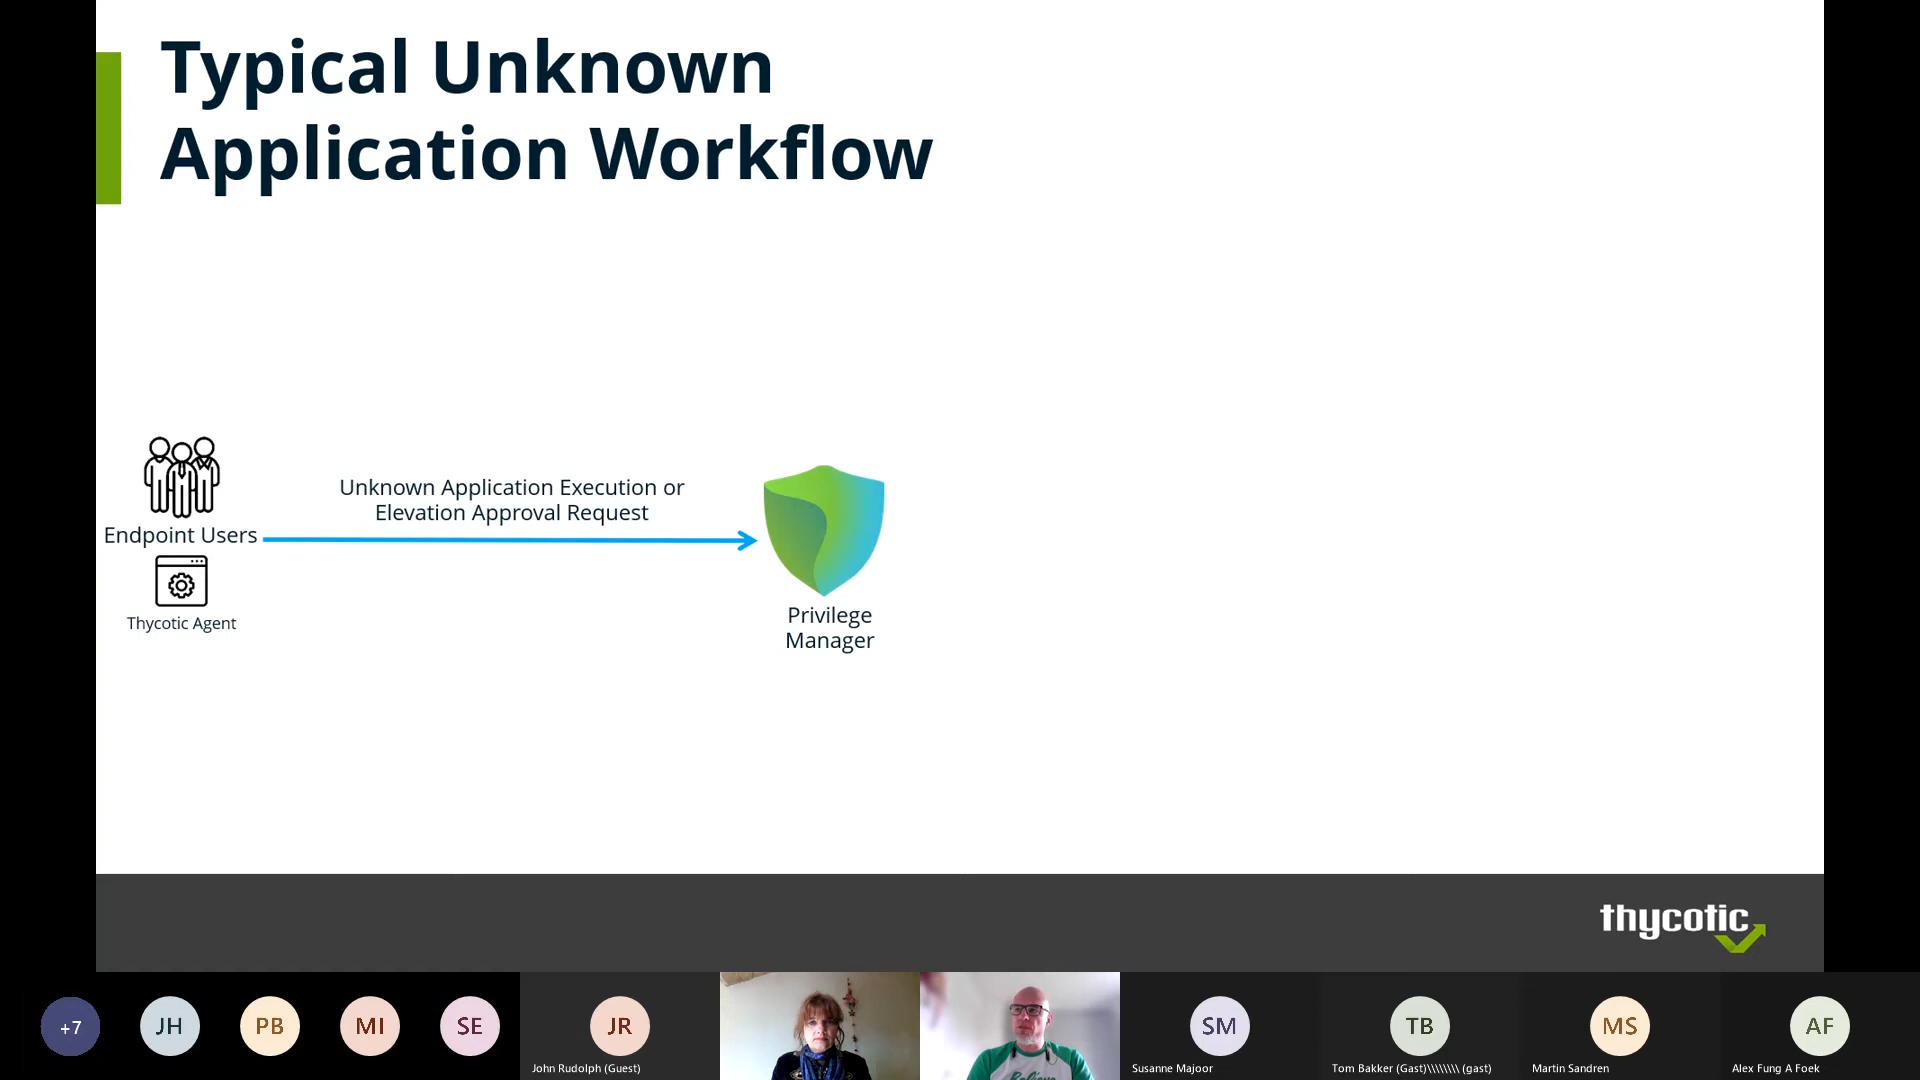 Typical Unknown
Application Workflow
Unknown Application Execution or
Elevation Approval Request
Endpoint Users
Thycotic Agent
Privilege
Manager
thycotic
+7
JH
PB
MI
SE
JR
John Rudolph (Guest)
Believe
SM
Susanne Majoor
TB
Tom Bakker (Gast)\\\\\\\\ (gast)
MS
Martin Sandren
AF
Alex Fung A Foek